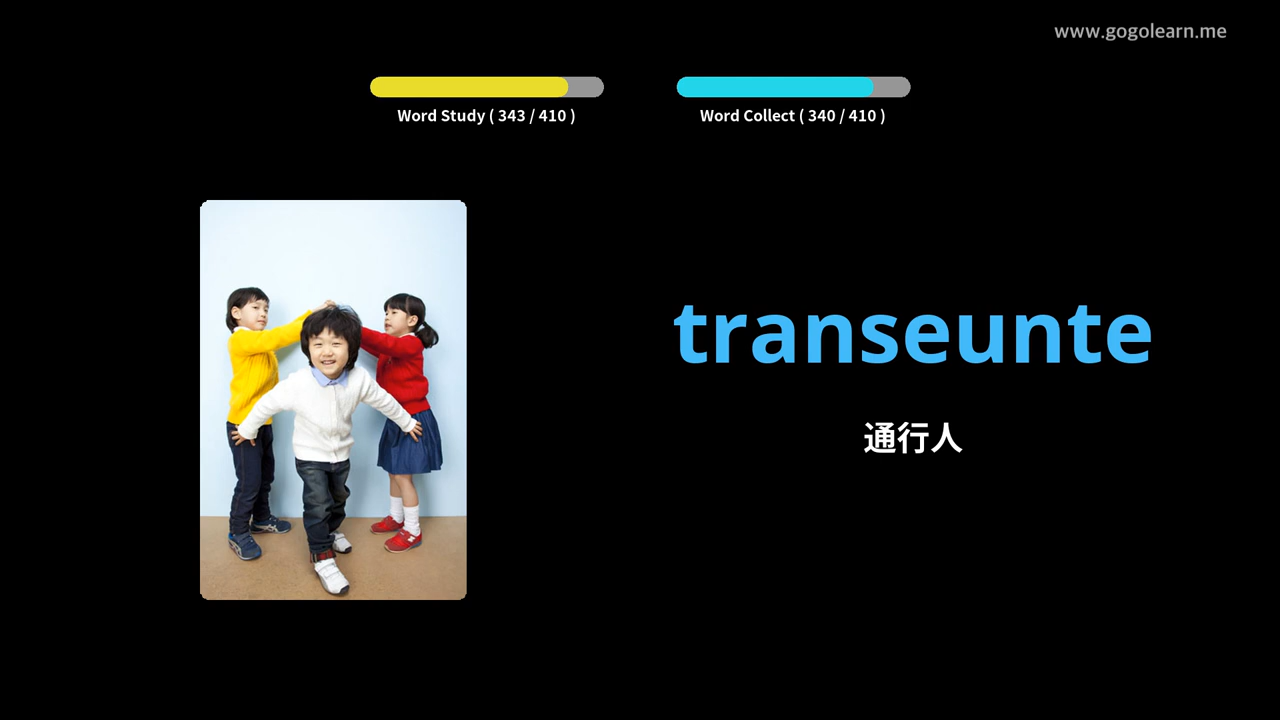 www.gogolearn.me
Word Study ( 343 / 410 )
Word Collect ( 340 / 410 )
transeunte
通行人